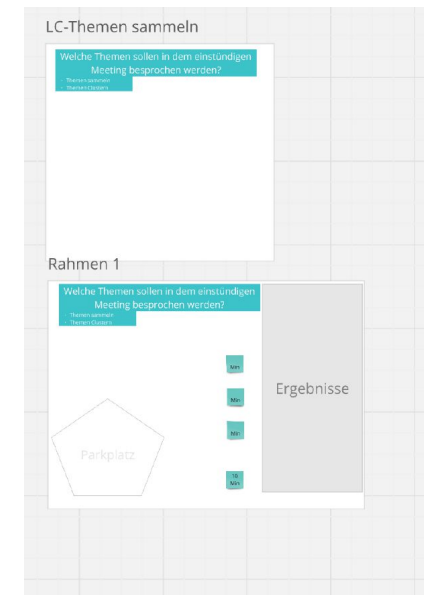 LC-Themen sammeln
Welche Themen sollen in dem einstündigen
Meeting besprochen werden?
- Themen sammeln
- Themen Clustern
Rahmen 1
Welche Themen sollen in dem einstündigen
Meeting besprochen werden?
- Themen sammeln
- Themen Clustern
Min
Min
Ergebnisse
Min
Parkplatz
10
Min